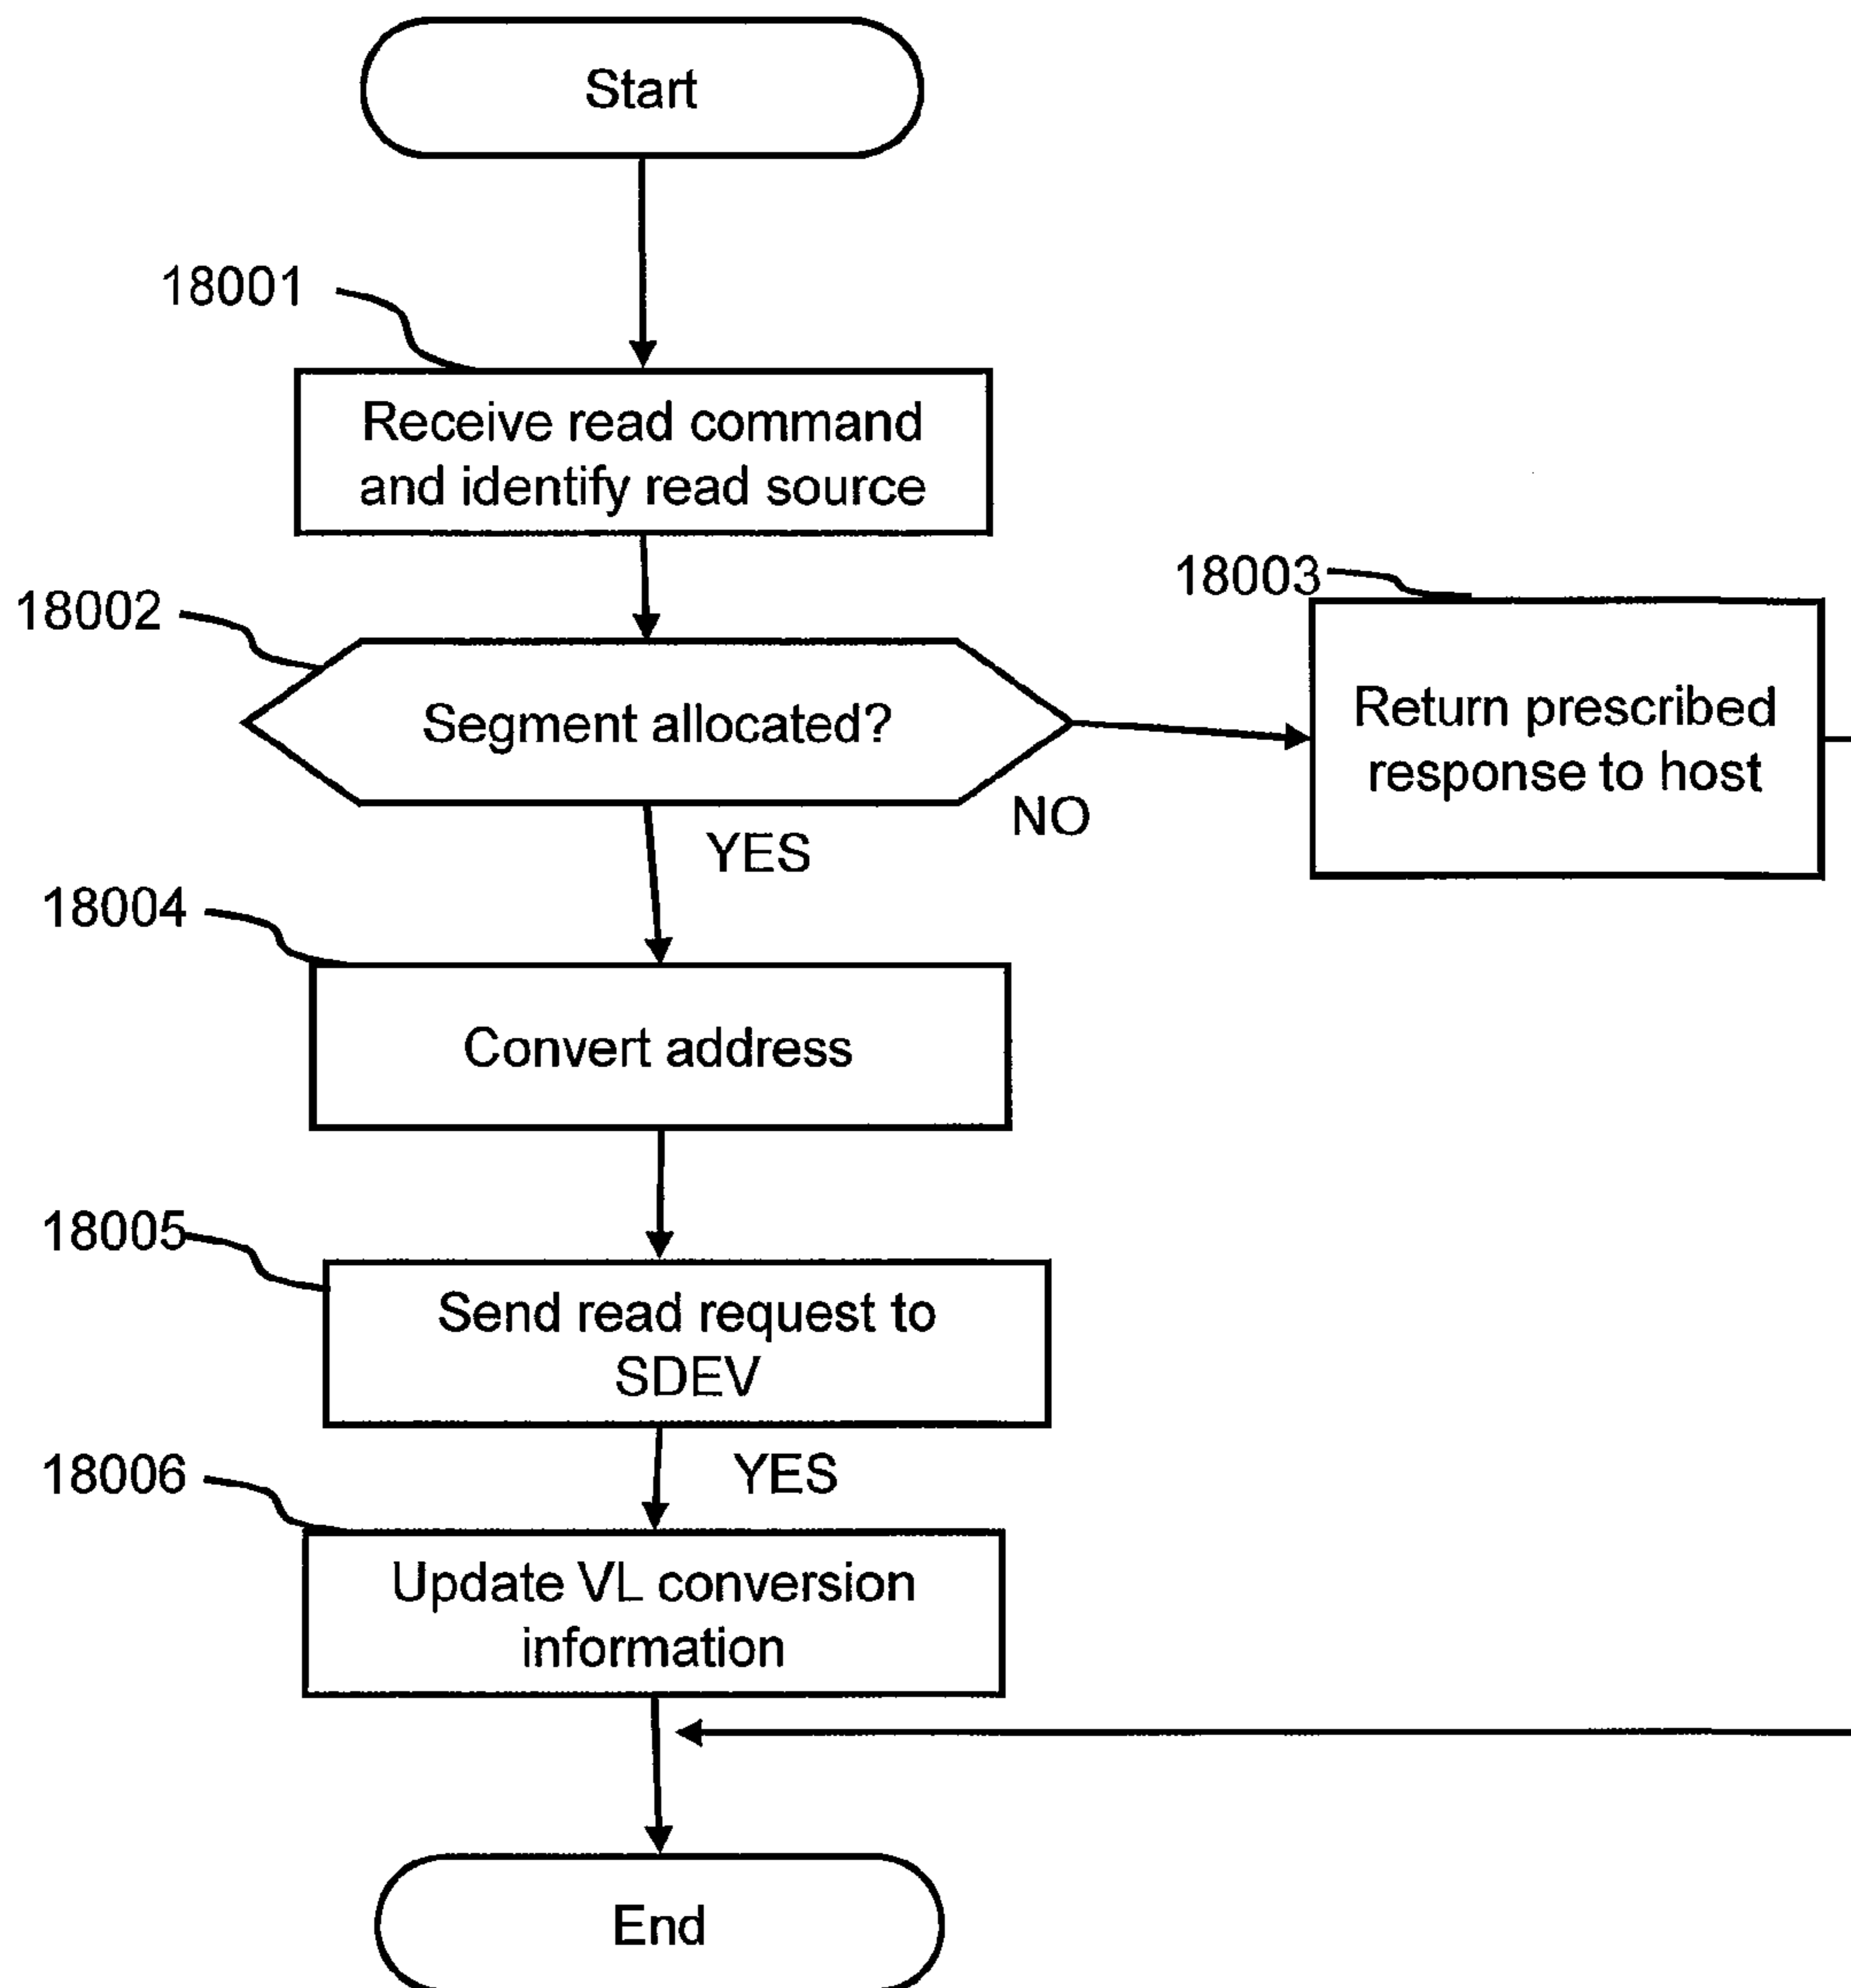 Start
18001
Receive read command
and identify read source
18002
Segment allocated?
NO
YES
18003
Return prescribed
response to host
18004
Convert address
18005
Send read request to
SDEV
YES
18006
Update VL conversion
information
End